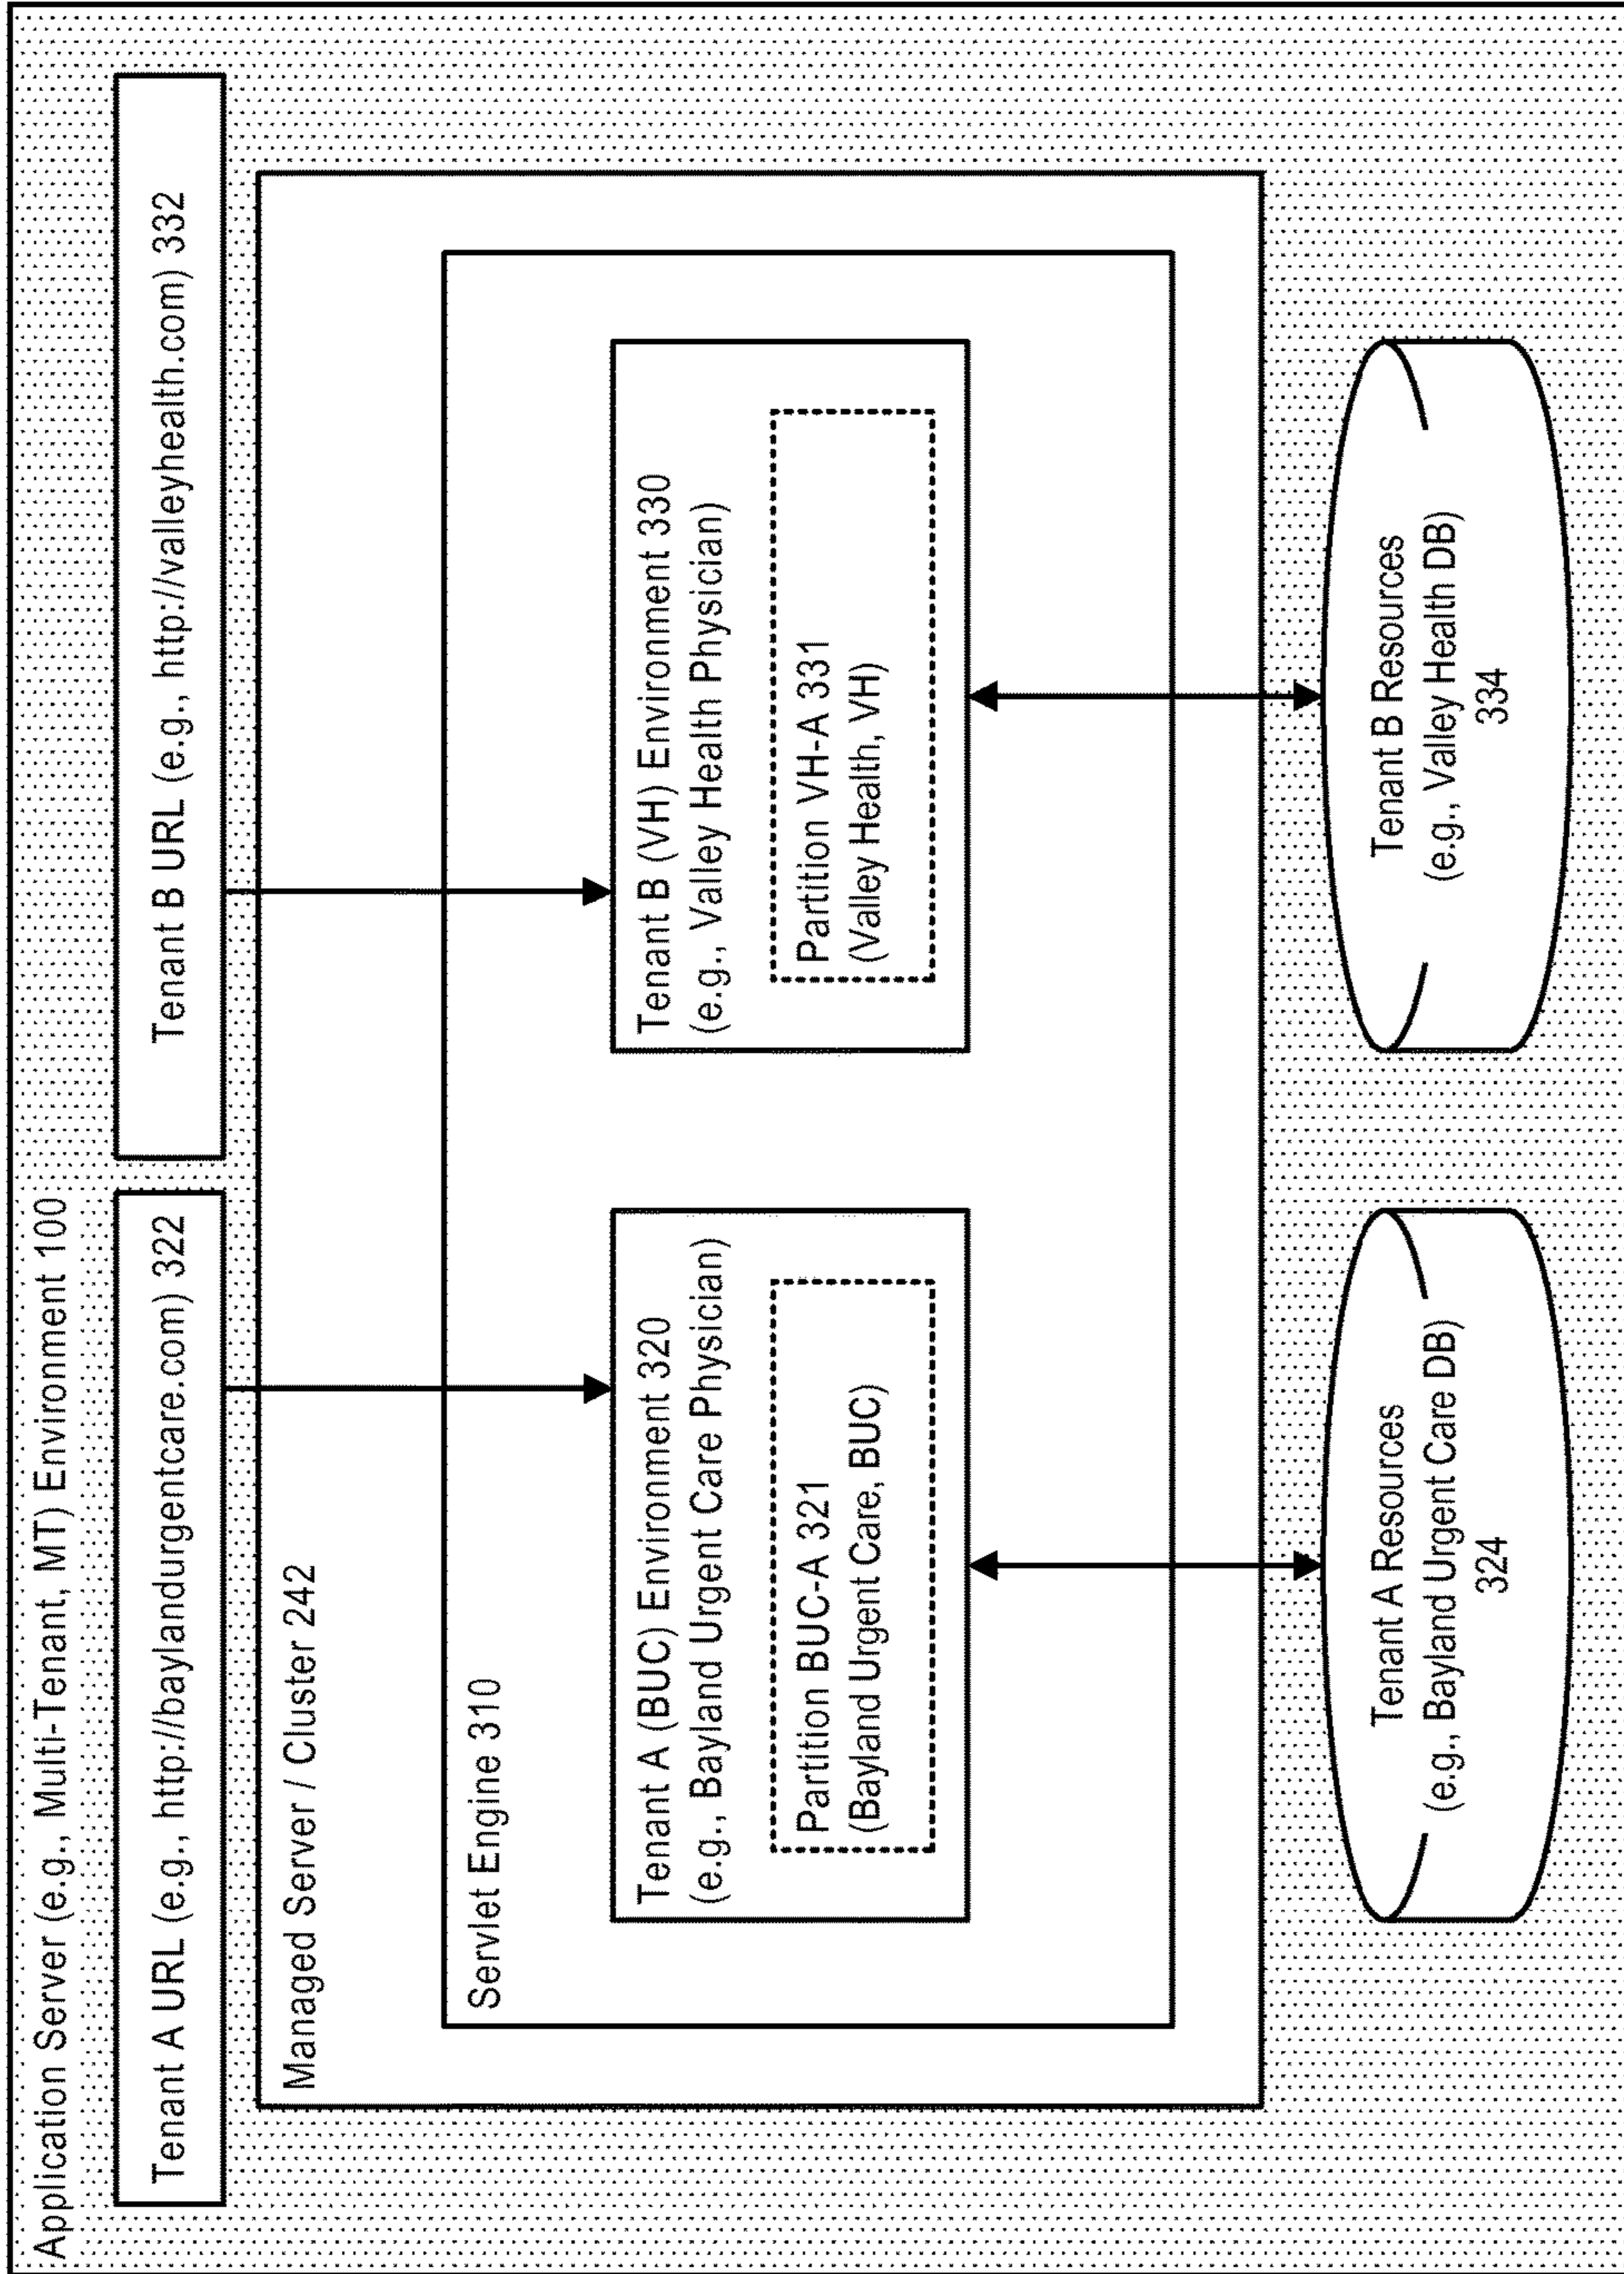 Application Server (e.g., Multi-Tenant, MT) Environment 100
Tenant A URL (e.g., http://baylandurgentcare.com) 322
Tenant B URL (e.g., http://valleyhealth.com) 332
Managed Server / Cluster 242
Servlet Engine 310
Tenant A (BUC) Environment 320
(e.g., Bayland Urgent Care Physician)
Partition BUC-A 321
(Bayland Urgent Care, BUC)
Tenant B (VH) Environment 330
(e.g., Valley Health Physician)
Partition VH-A 331
(Valley Health, VH)
Tenant A Resources
(e.g., Bayland Urgent Care DB)
324
Tenant B Resources
(e.g., Valley Health DB)
334